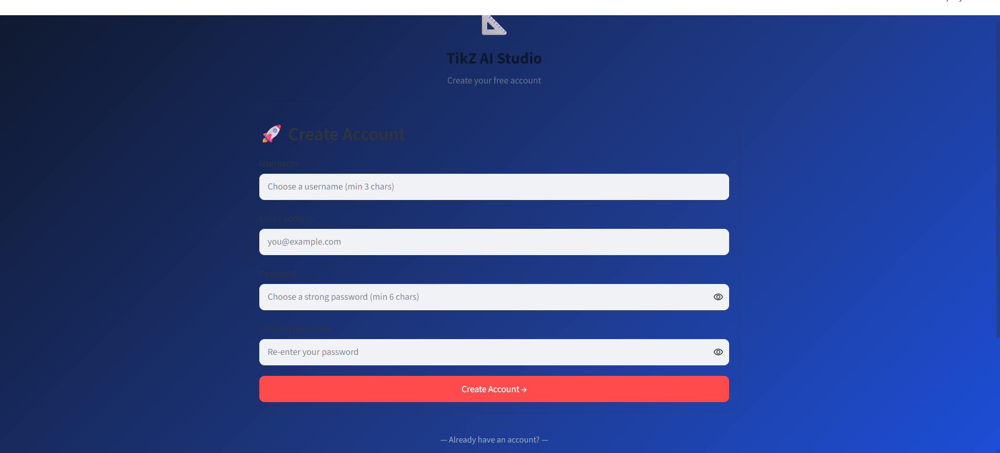 TikZ AI Studio
Create your free account
🚀 Create Account
Username
Choose a username (min 3 chars)
Email address
you@example.com
Password
Choose a strong password (min 6 chars)
Confirm password
Re-enter your password
Create Account →
— Already have an account? —